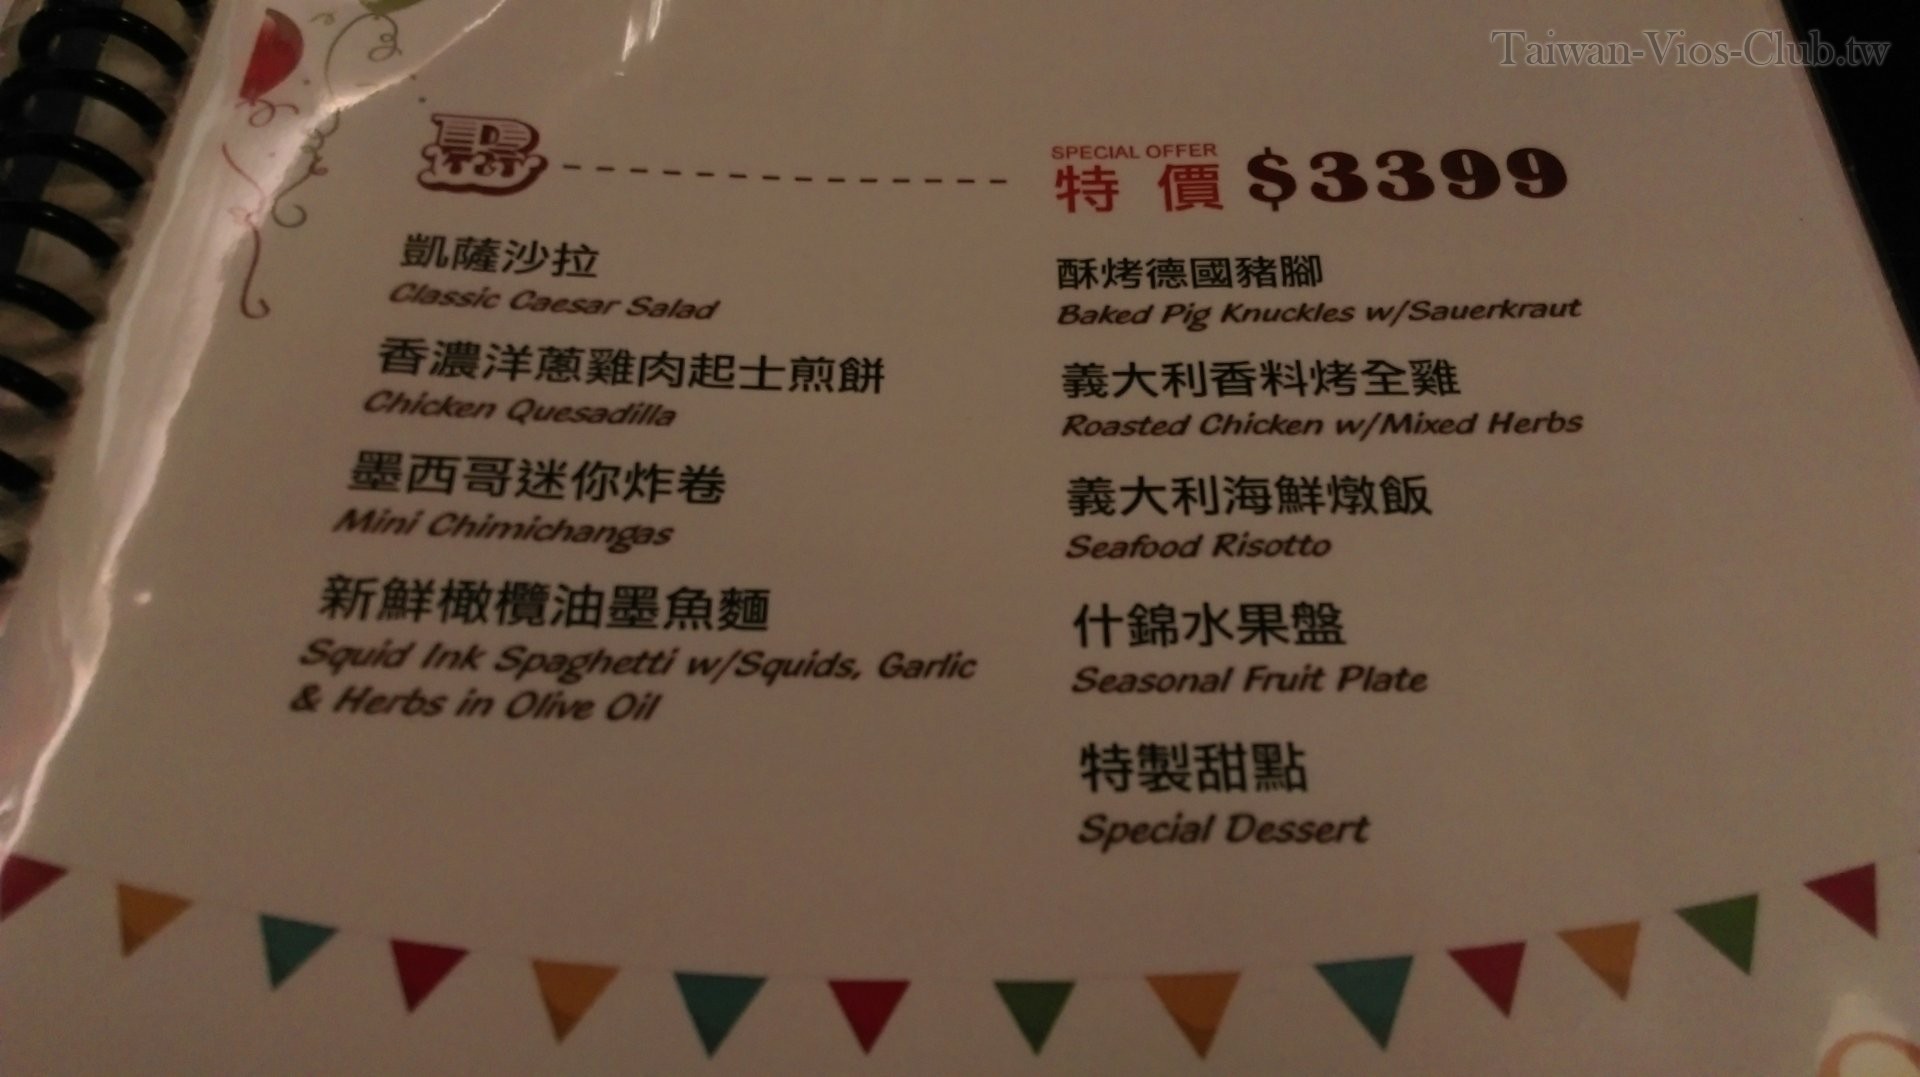 Taiwan-Vios-Club.tw
B
SPECIAL OFFER
特 價 $3399
凱薩沙拉
Classic Caesar Salad
香濃洋蔥雞肉起士煎餅
Chicken Quesadilla
墨西哥迷你炸卷
Mini Chimichangas
新鮮橄欖油墨魚麵
Squid Ink Spaghetti w/Squids, Garlic
& Herbs in Olive Oil
酥烤德國豬腳
Baked Pig Knuckles w/Sauerkraut
義大利香料烤全雞
Roasted Chicken w/Mixed Herbs
義大利海鮮燉飯
Seafood Risotto
什錦水果盤
Seasonal Fruit Plate
特製甜點
Special Dessert